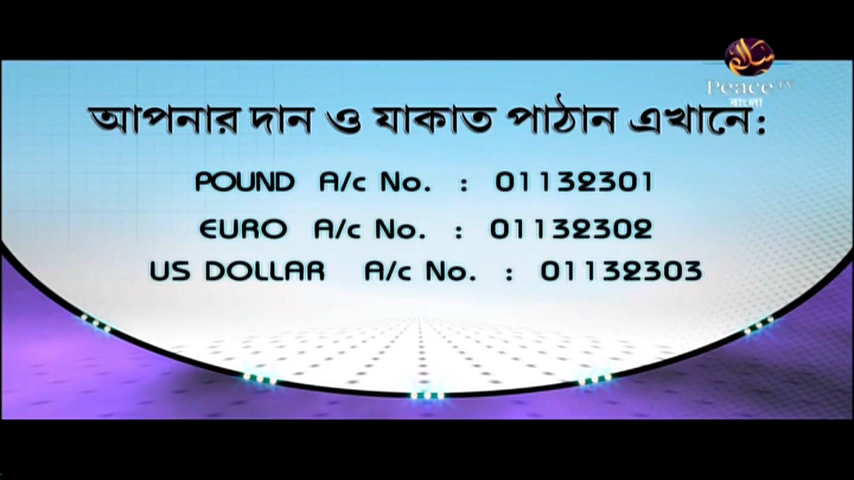 Peace TV
বাংলা
আপনার দান ও যাকাত পাঠান এখানে:
POUND A/c No. : 01132301
EURO A/c No. : 01132302
US DOLLAR A/c No. : 01132303